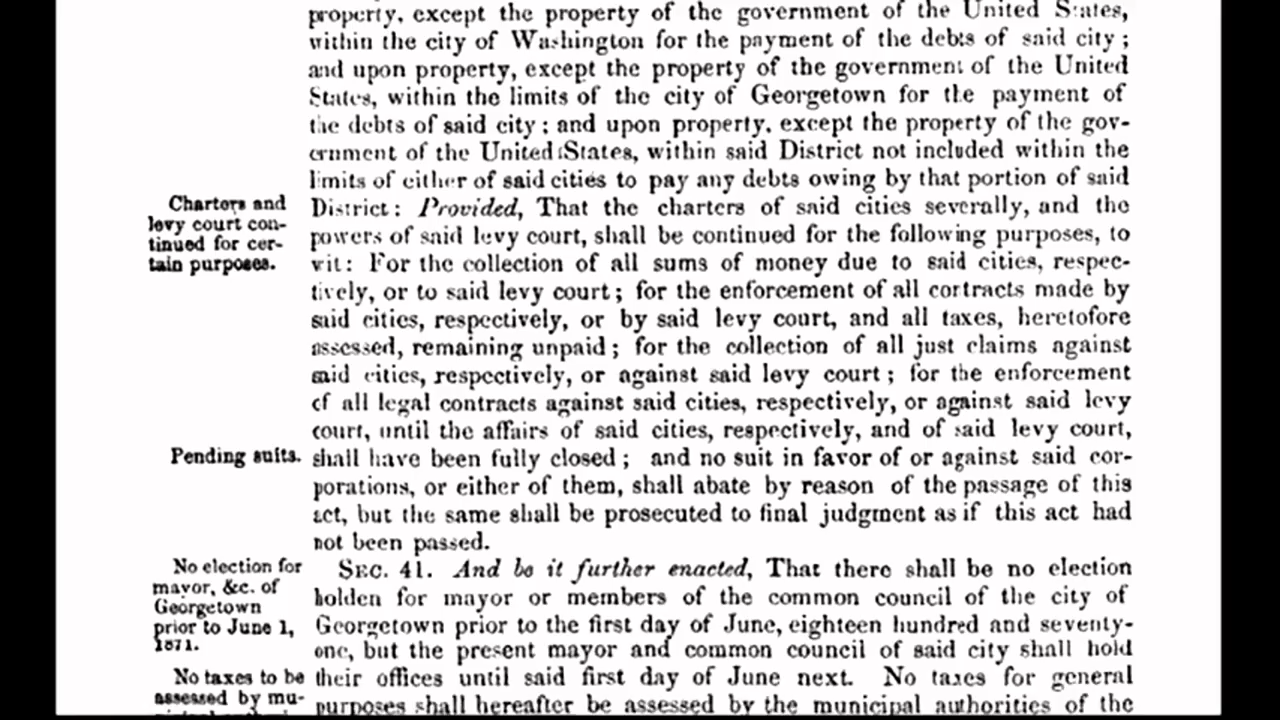 property, except the property of the government of the United States,
within the city of Washington for the payment of the debts of said city;
and upon property, except the property of the government of the United
States, within the limits of the city of Georgetown for the payment of
the debts of said city; and upon property, except the property of the gov-
ernment of the United States, within said District not included within the
limits of either of said cities to pay any debts owing by that portion of said
Charters and
levy court con-
tinued for cer-
tain purposes.
District: Provided, That the charters of said cities severally, and the
powers of said levy court, shall be continued for the following purposes, to
wit: For the collection of all sums of money due to said cities, respec-
tively, or to said levy court; for the enforcement of all contracts made by
said cities, respectively, or by said levy court, and all taxes, heretofore
assessed, remaining unpaid; for the collection of all just claims against
said cities, respectively, or against said levy court; for the enforcement
of all legal contracts against said cities, respectively, or against said levy
court, until the affairs of said cities, respectively, and of said levy court,
Pending suits.
shall have been fully closed; and no suit in favor of or against said cor-
porations, or either of them, shall abate by reason of the passage of this
act, but the same shall be prosecuted to final judgment as if this act had
not been passed.
No election for
mayor, &c. of
Georgetown
prior to June 1,
1871.
SEC. 41. And be it further enacted, That there shall be no election
holden for mayor or members of the common council of the city of
Georgetown prior to the first day of June, eighteen hundred and seventy-
one, but the present mayor and common council of said city shall hold
No taxes to be
assessed by mu-
their offices until said first day of June next. No taxes for general
purposes shall hereafter be assessed by the municipal authorities of the